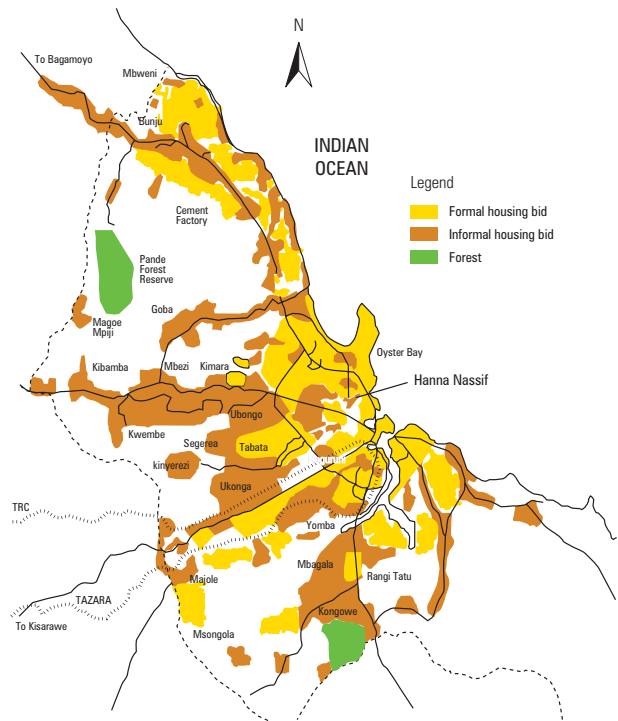 N
To Bagamoyo
Mbweni
Bunju
INDIAN
OCEAN
Legend
Formal housing bid
Informal housing bid
Forest
Cement
Factory
Pande
Forest
Reserve
Goba
Magoe
Mpiji
Oyster Bay
Kibamba
Mbezi
Kimara
Hanna Nassif
Ubongo
Kwembe
Segerea
Tabata
kinyerezi
Ukonga
TRC
Yomba
Mbagala
Rangi Tatu
Majole
TAZARA
Kongowe
To Kisarawe
Msongola